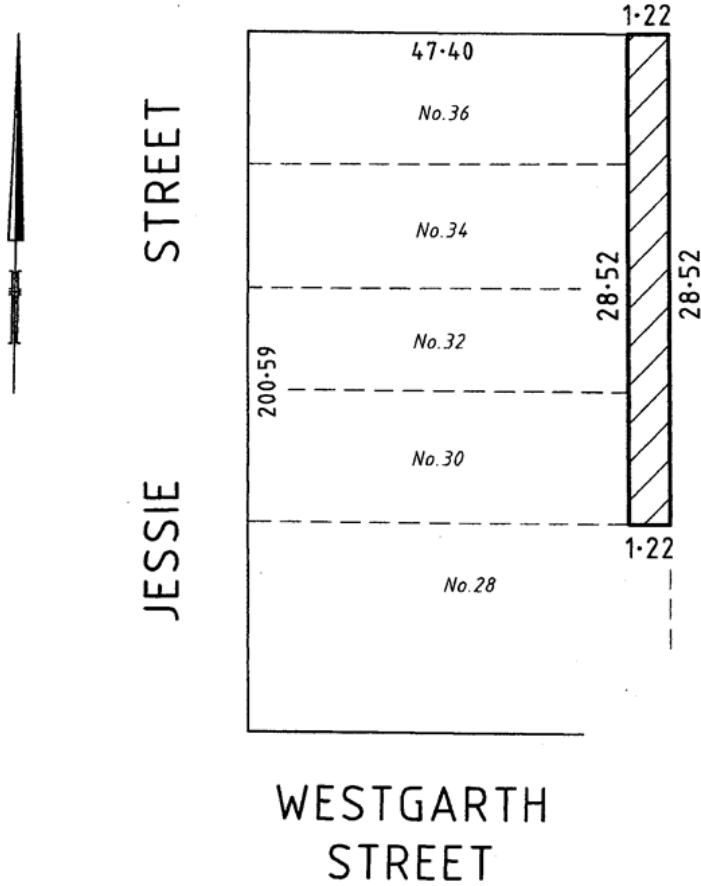 1·22
47·40
No.36
STREET
No.34
28·52
28·52
No.32
200·59
No.30
JESSIE
1·22
No.28
WESTGARTH
STREET